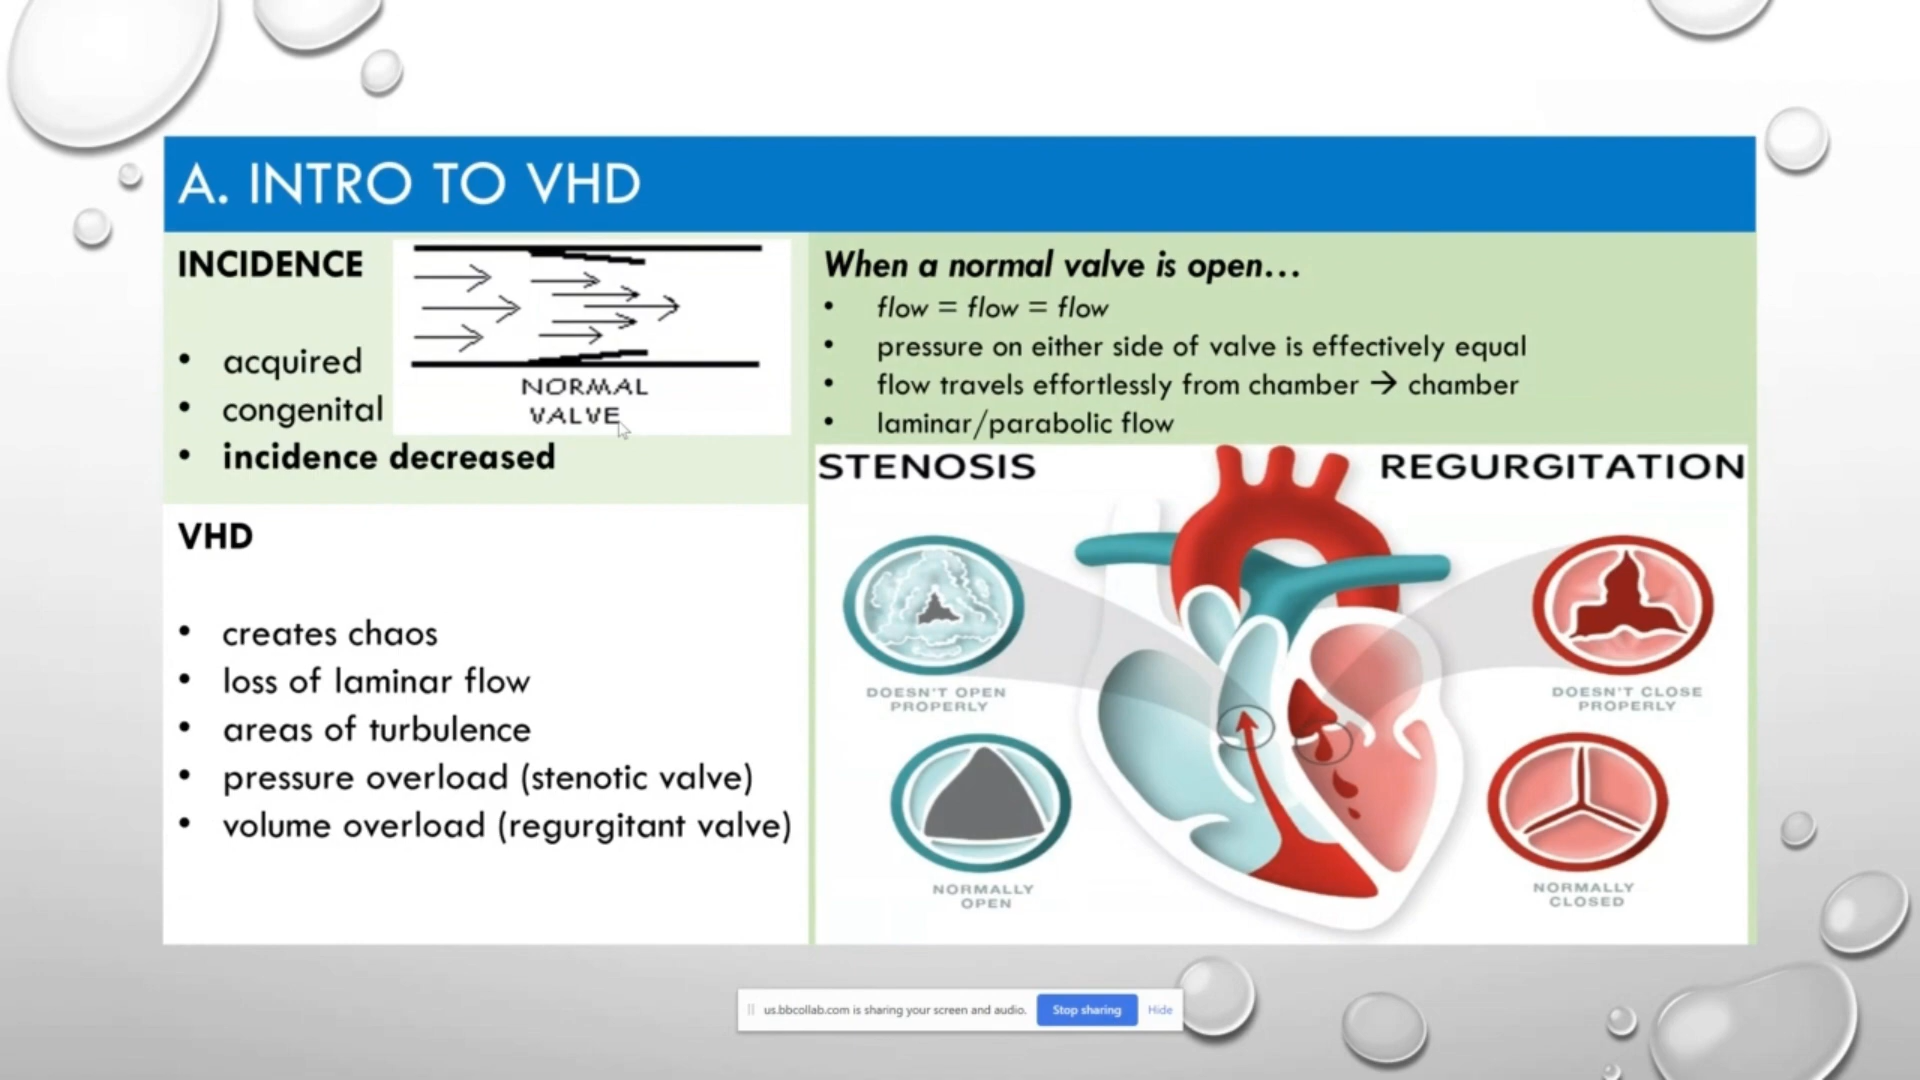 A. INTRO TO VHD
INCIDENCE
• acquired
• congenital
• incidence decreased
NORMAL
VALVE
VHD
• creates chaos
• loss of laminar flow
• areas of turbulence
• pressure overload (stenotic valve)
• volume overload (regurgitant valve)
When a normal valve is open...
• flow = flow = flow
• pressure on either side of valve is effectively equal
• flow travels effortlessly from chamber → chamber
• laminar/parabolic flow
STENOSIS
REGURGITATION
DOESN'T OPEN
PROPERLY
NORMALLY
OPEN
DOESN'T CLOSE
PROPERLY
NORMALLY
CLOSED
us.bbcollab.com is sharing your screen and audio.
Stop sharing
Hide